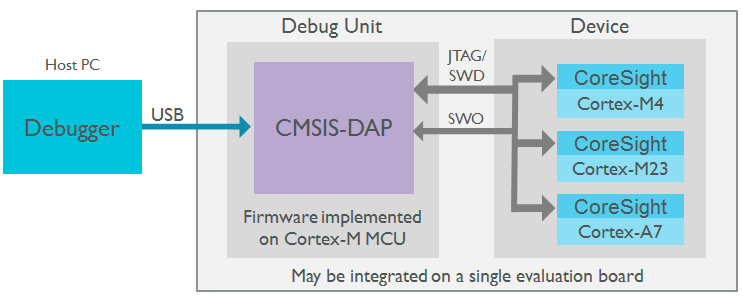 Debug Unit
Device
Host PC
Debugger
USB
CMSIS-DAP
JTAG/
SWD
SWO
CoreSight
Cortex-M4
CoreSight
Cortex-M23
CoreSight
Cortex-A7
Firmware implemented
on Cortex-M MCU
May be integrated on a single evaluation board